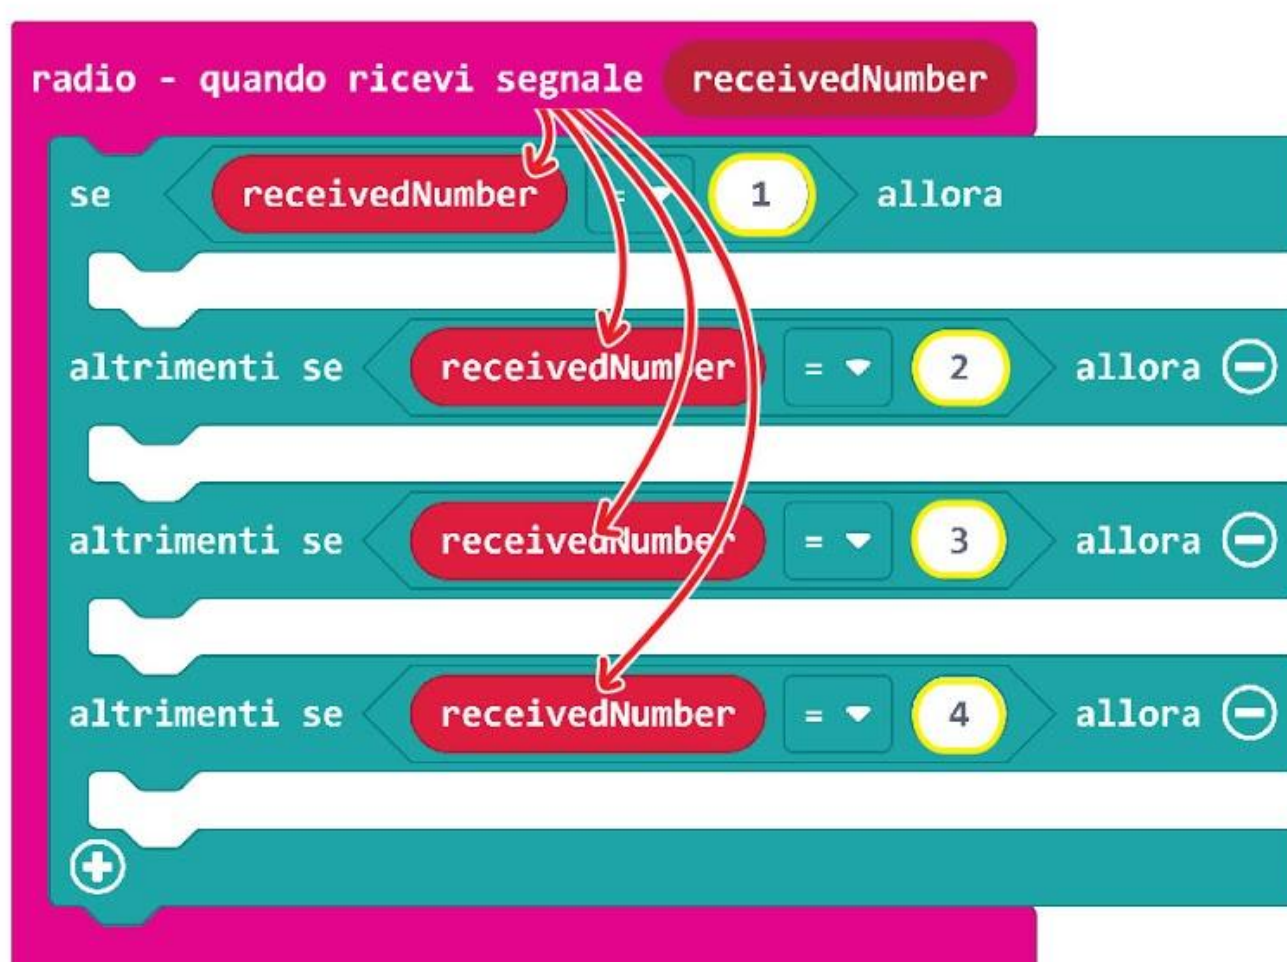 radio - quando ricevi segnale receivedNumber
se receivedNumber = 1 allora
altrimenti se receivedNumber = 2 allora
altrimenti se receivedNumber = 3 allora
altrimenti se receivedNumber = 4 allora